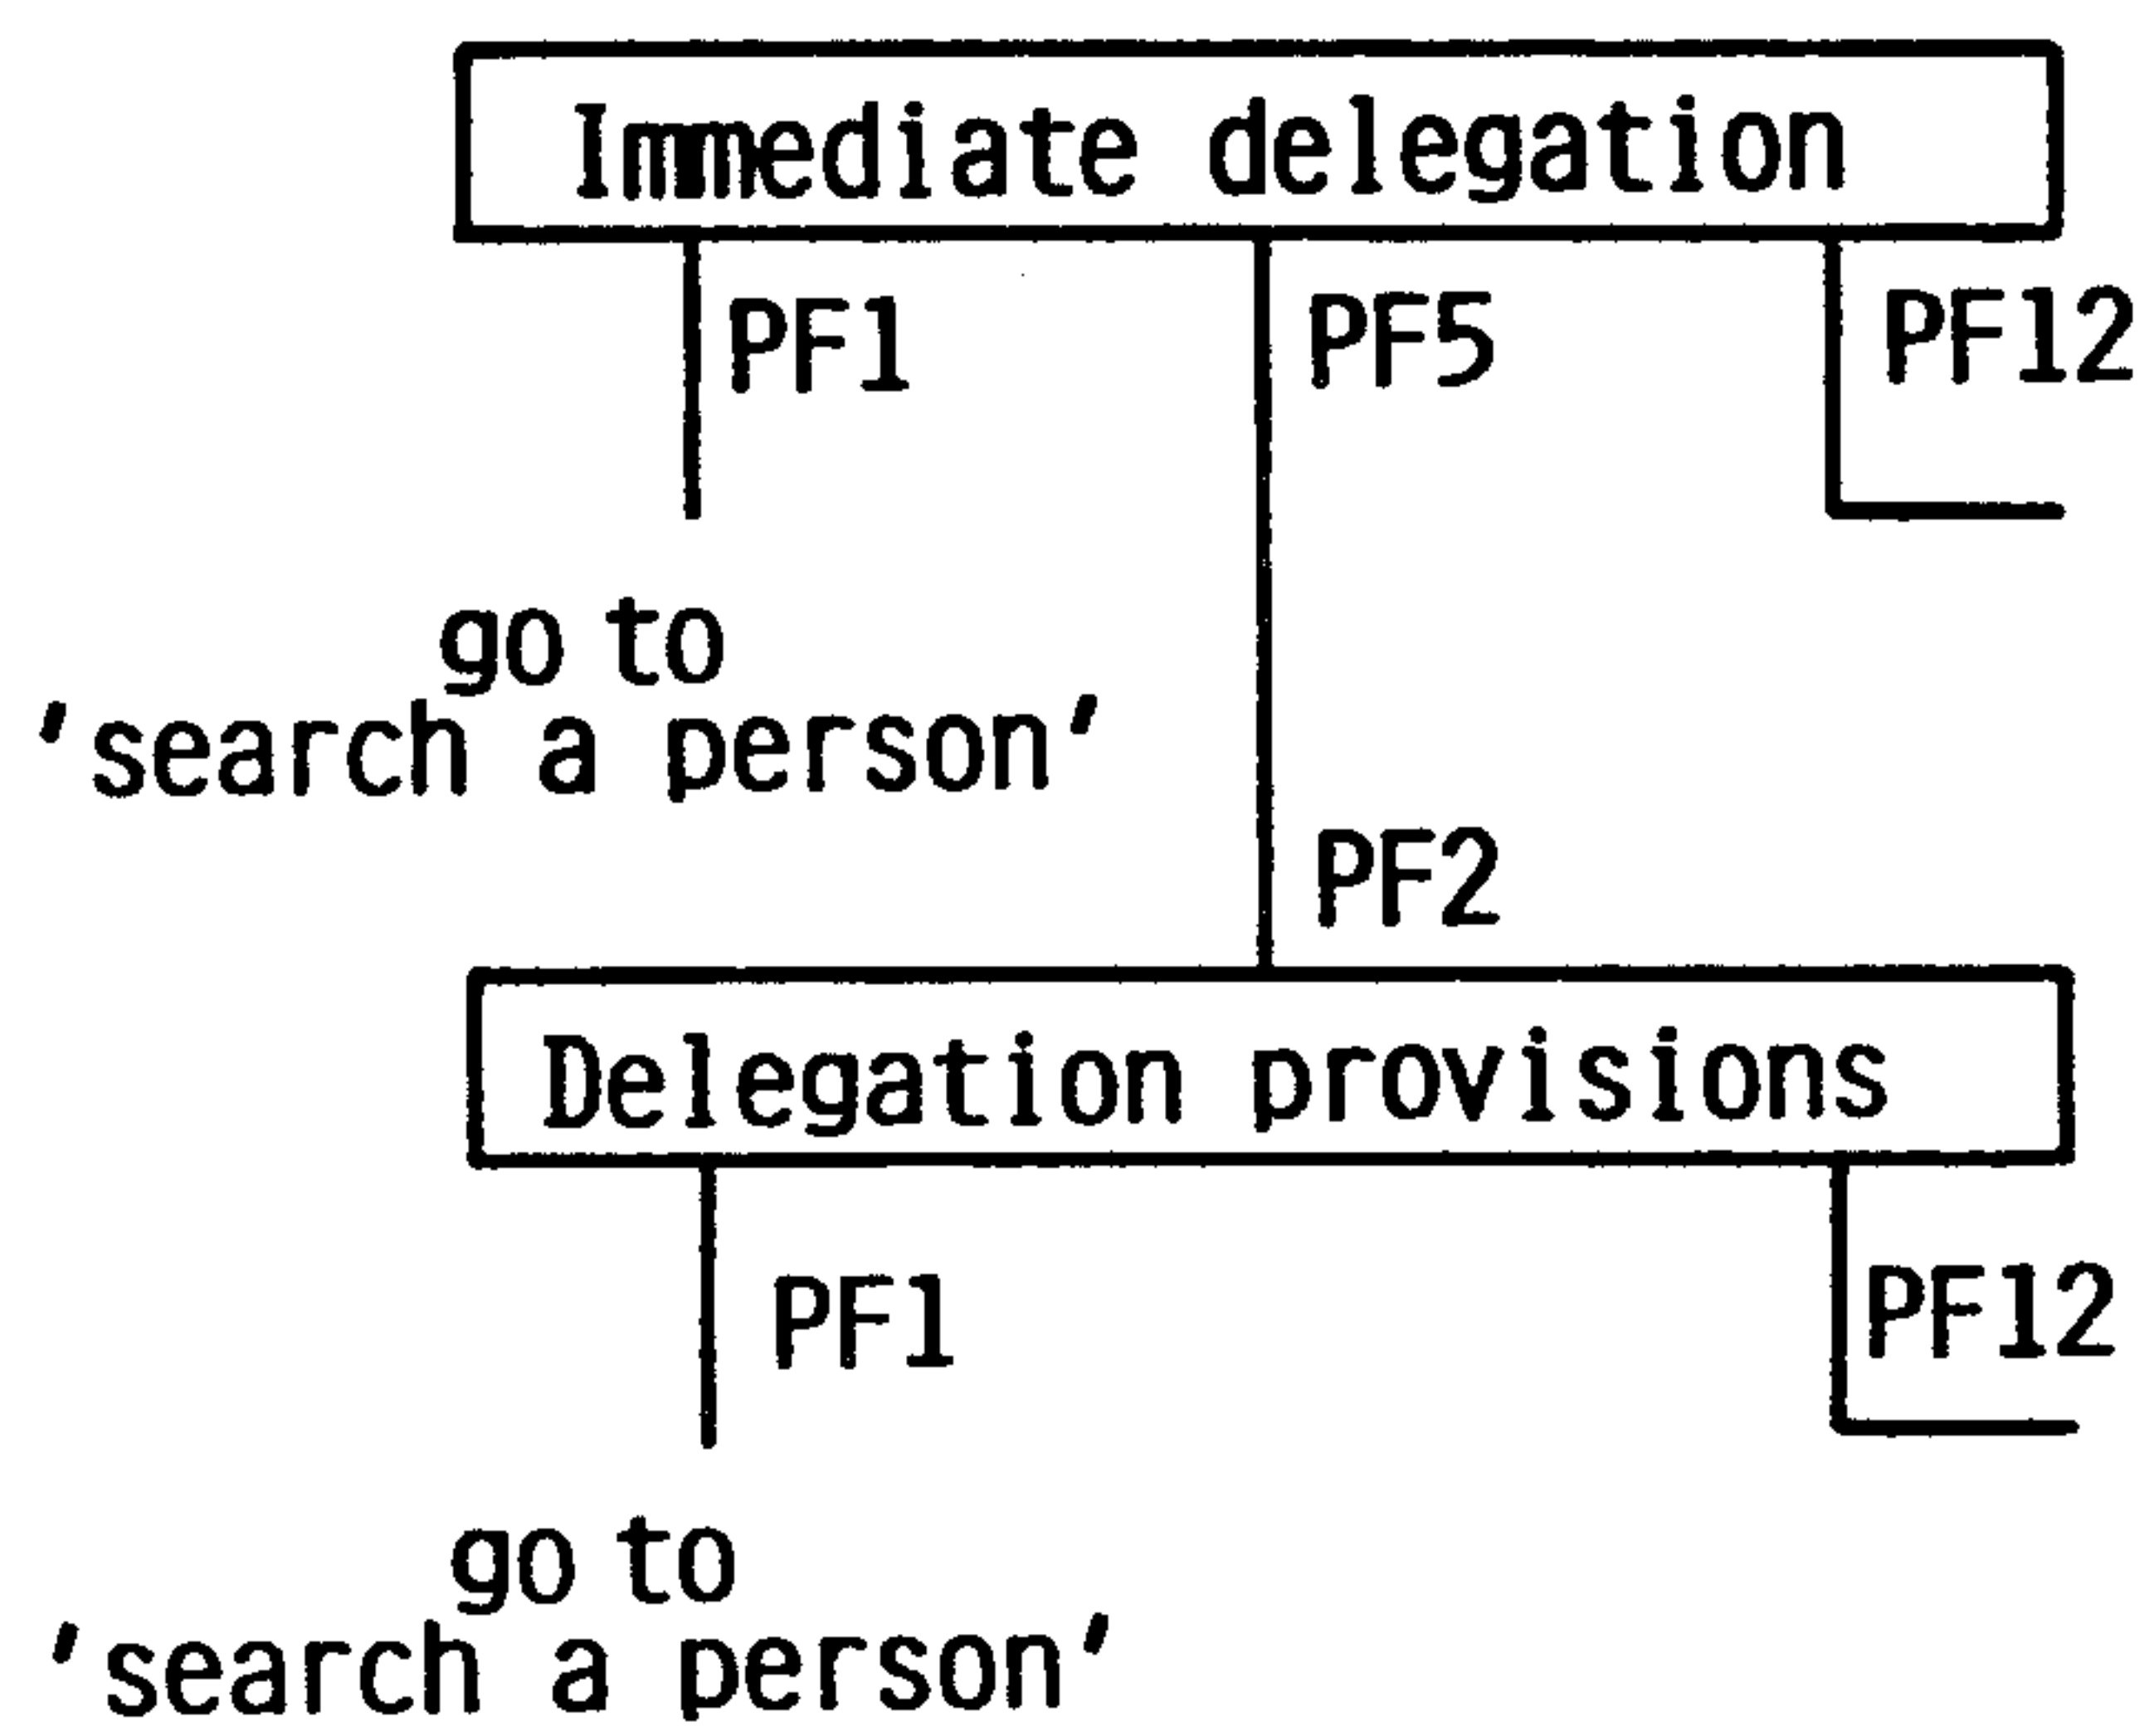 Immediate delegation
PF1 PF5 PF12
go to
'search a person'
PF2
Delegation provisions
PF1 PF12
go to
'search a person'